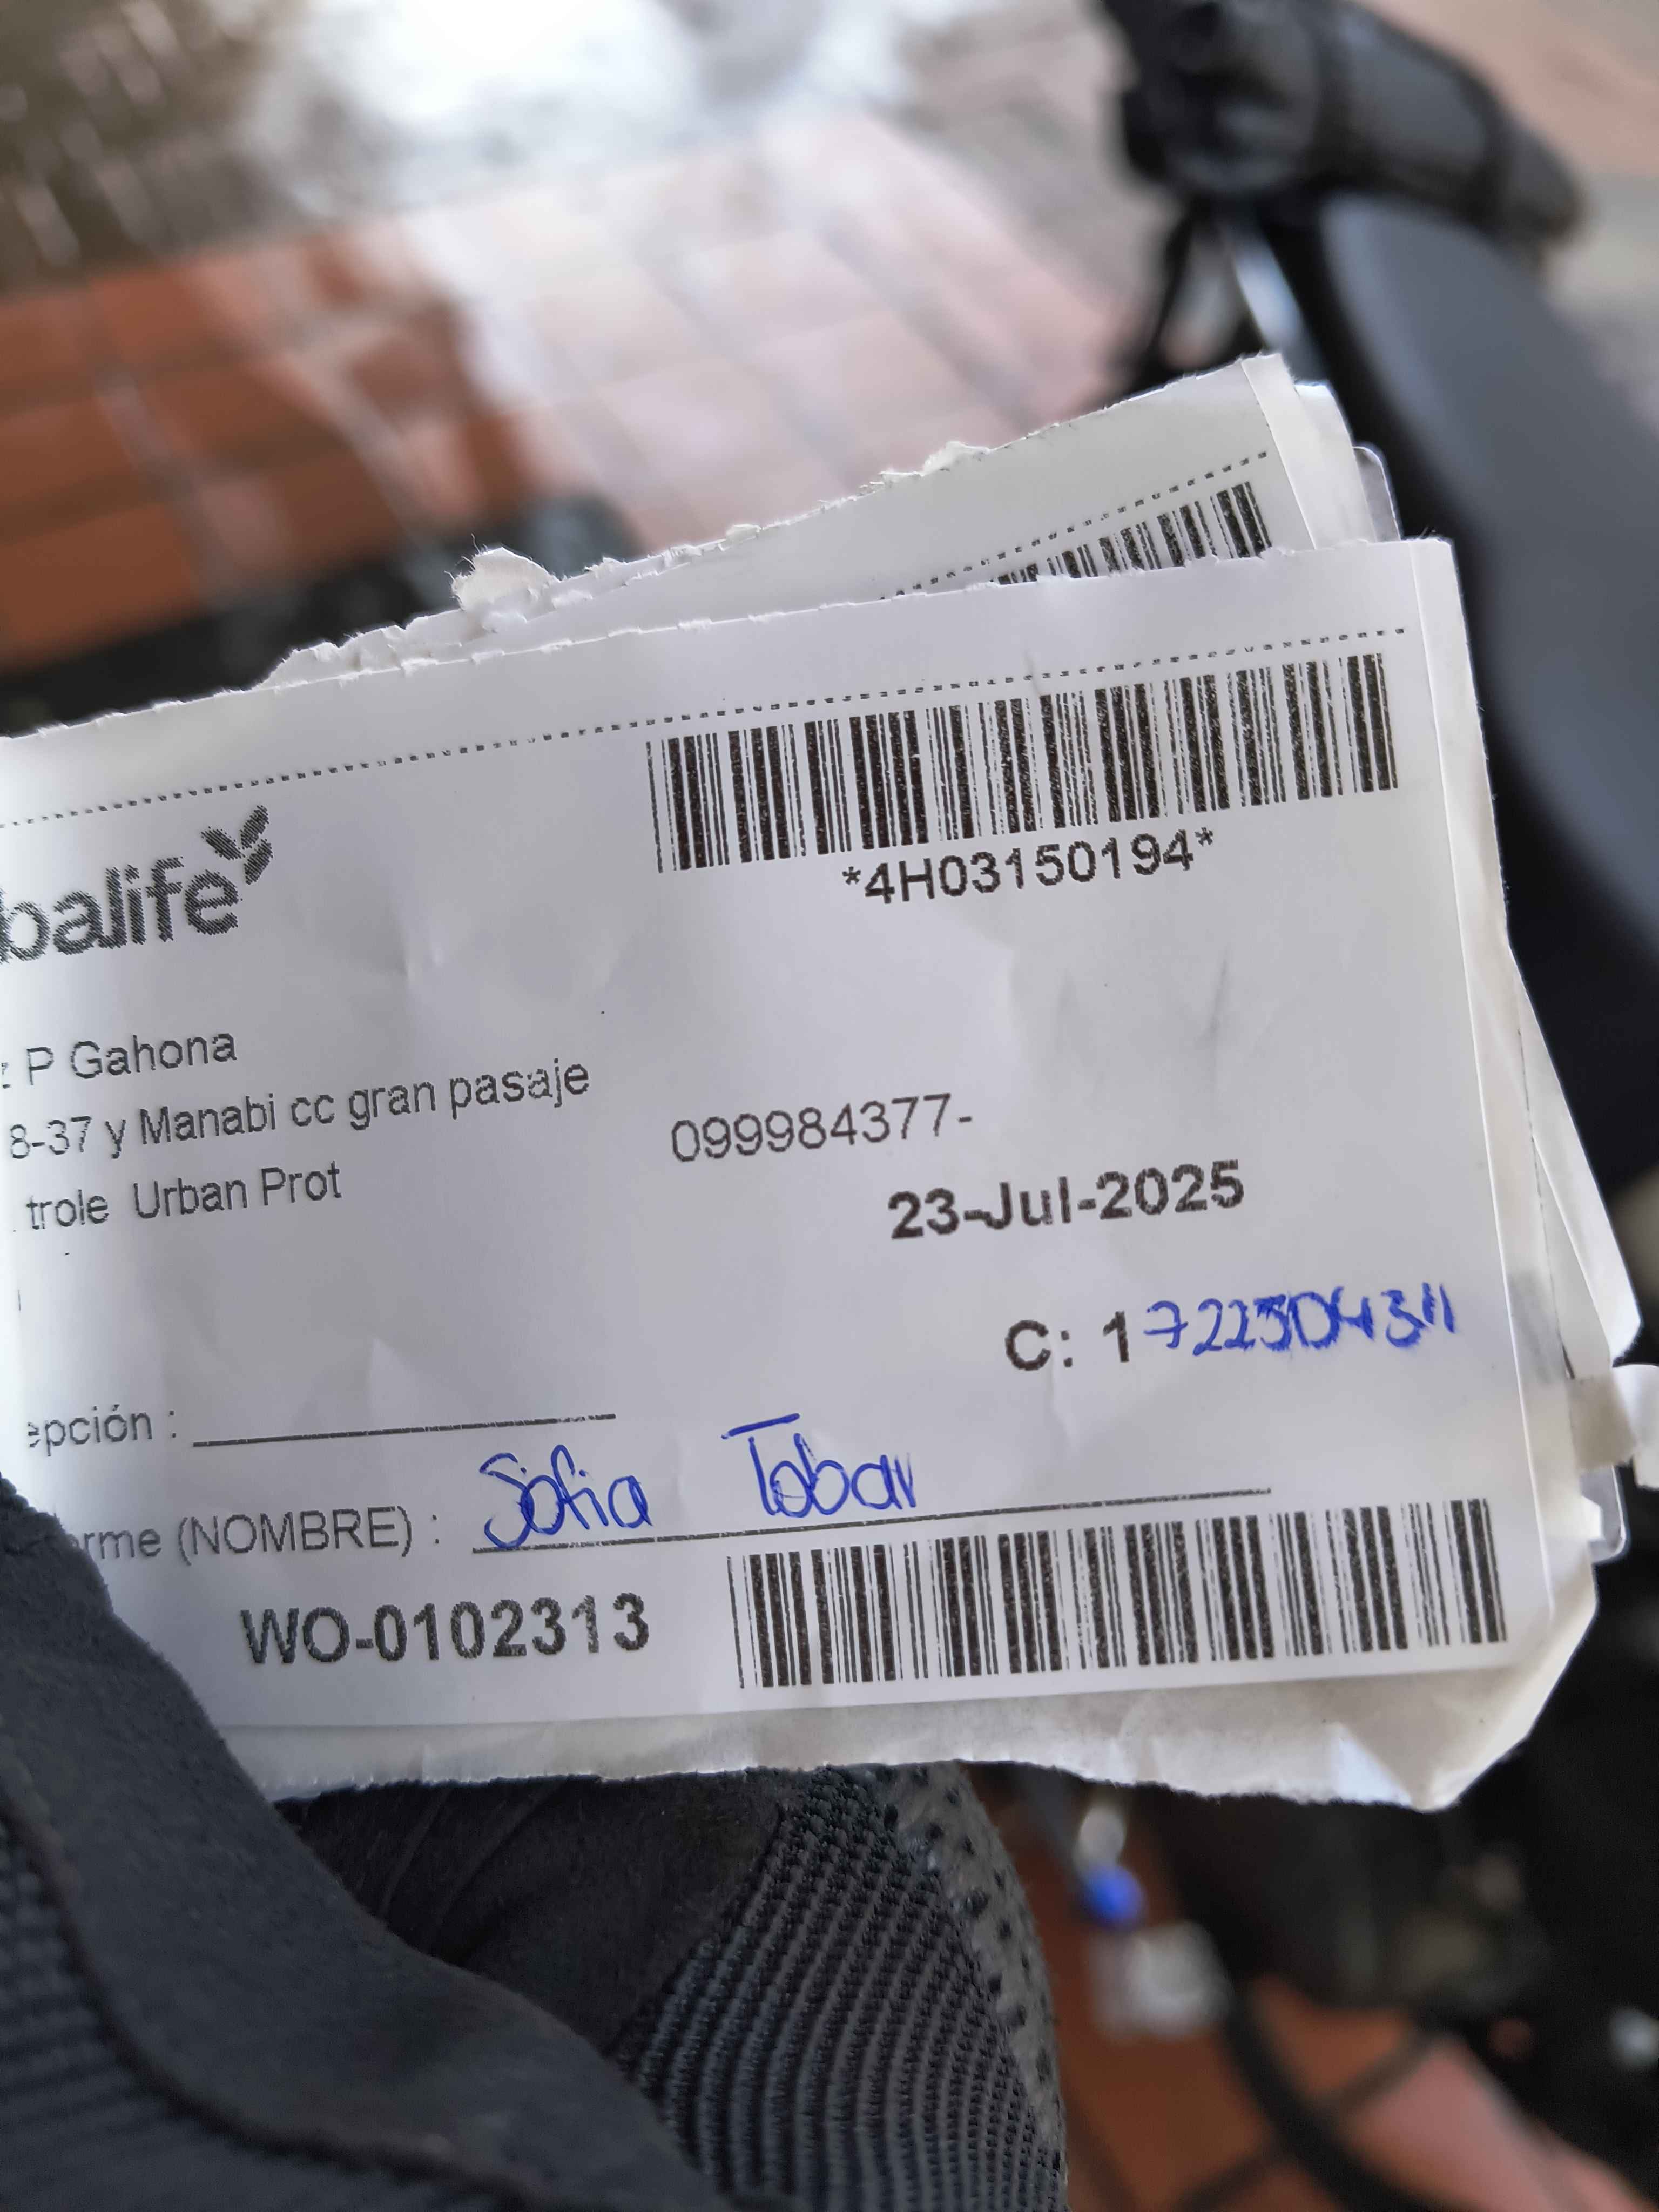 *4H03150194*
balife
P Gahona
8-37 y Manabi cc gran pasaje
099984377-
trole Urban Prot
23-Jul-2025
C: 1722304311
epción :
orme (NOMBRE) : Sofia Tobar
WO-0102313